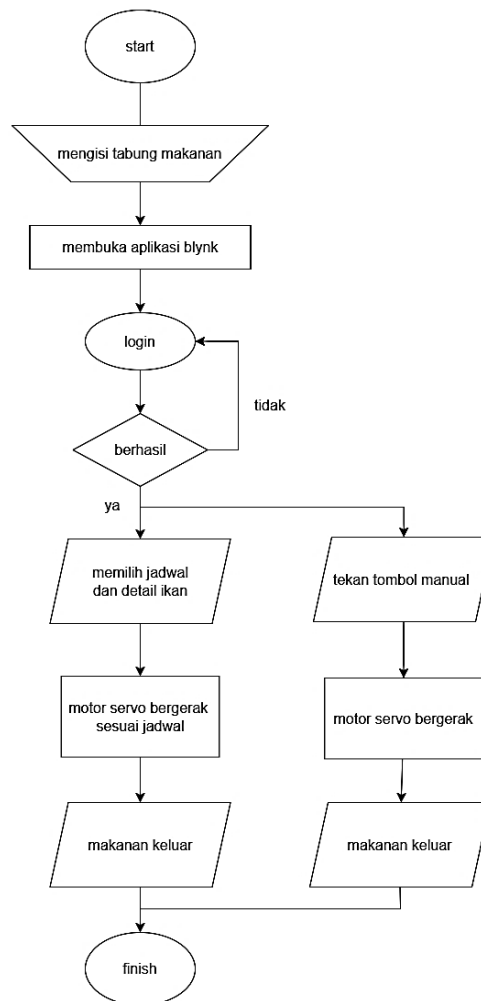 start
mengisi tabung makanan
membuka aplikasi blynk
login
tidak
berhasil
ya
memilih jadwal
dan detail ikan
tekan tombol manual
motor servo bergerak
sesuai jadwal
motor servo bergerak
makanan keluar
makanan keluar
finish